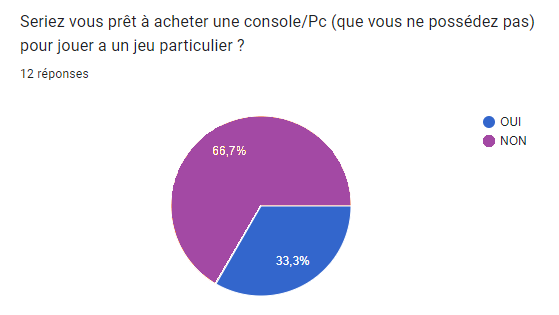 Seriez vous prêt à acheter une console/Pc (que vous ne possédez pas)
pour jouer a un jeu particulier ?
12 réponses
OUI
NON
66,7%
33,3%